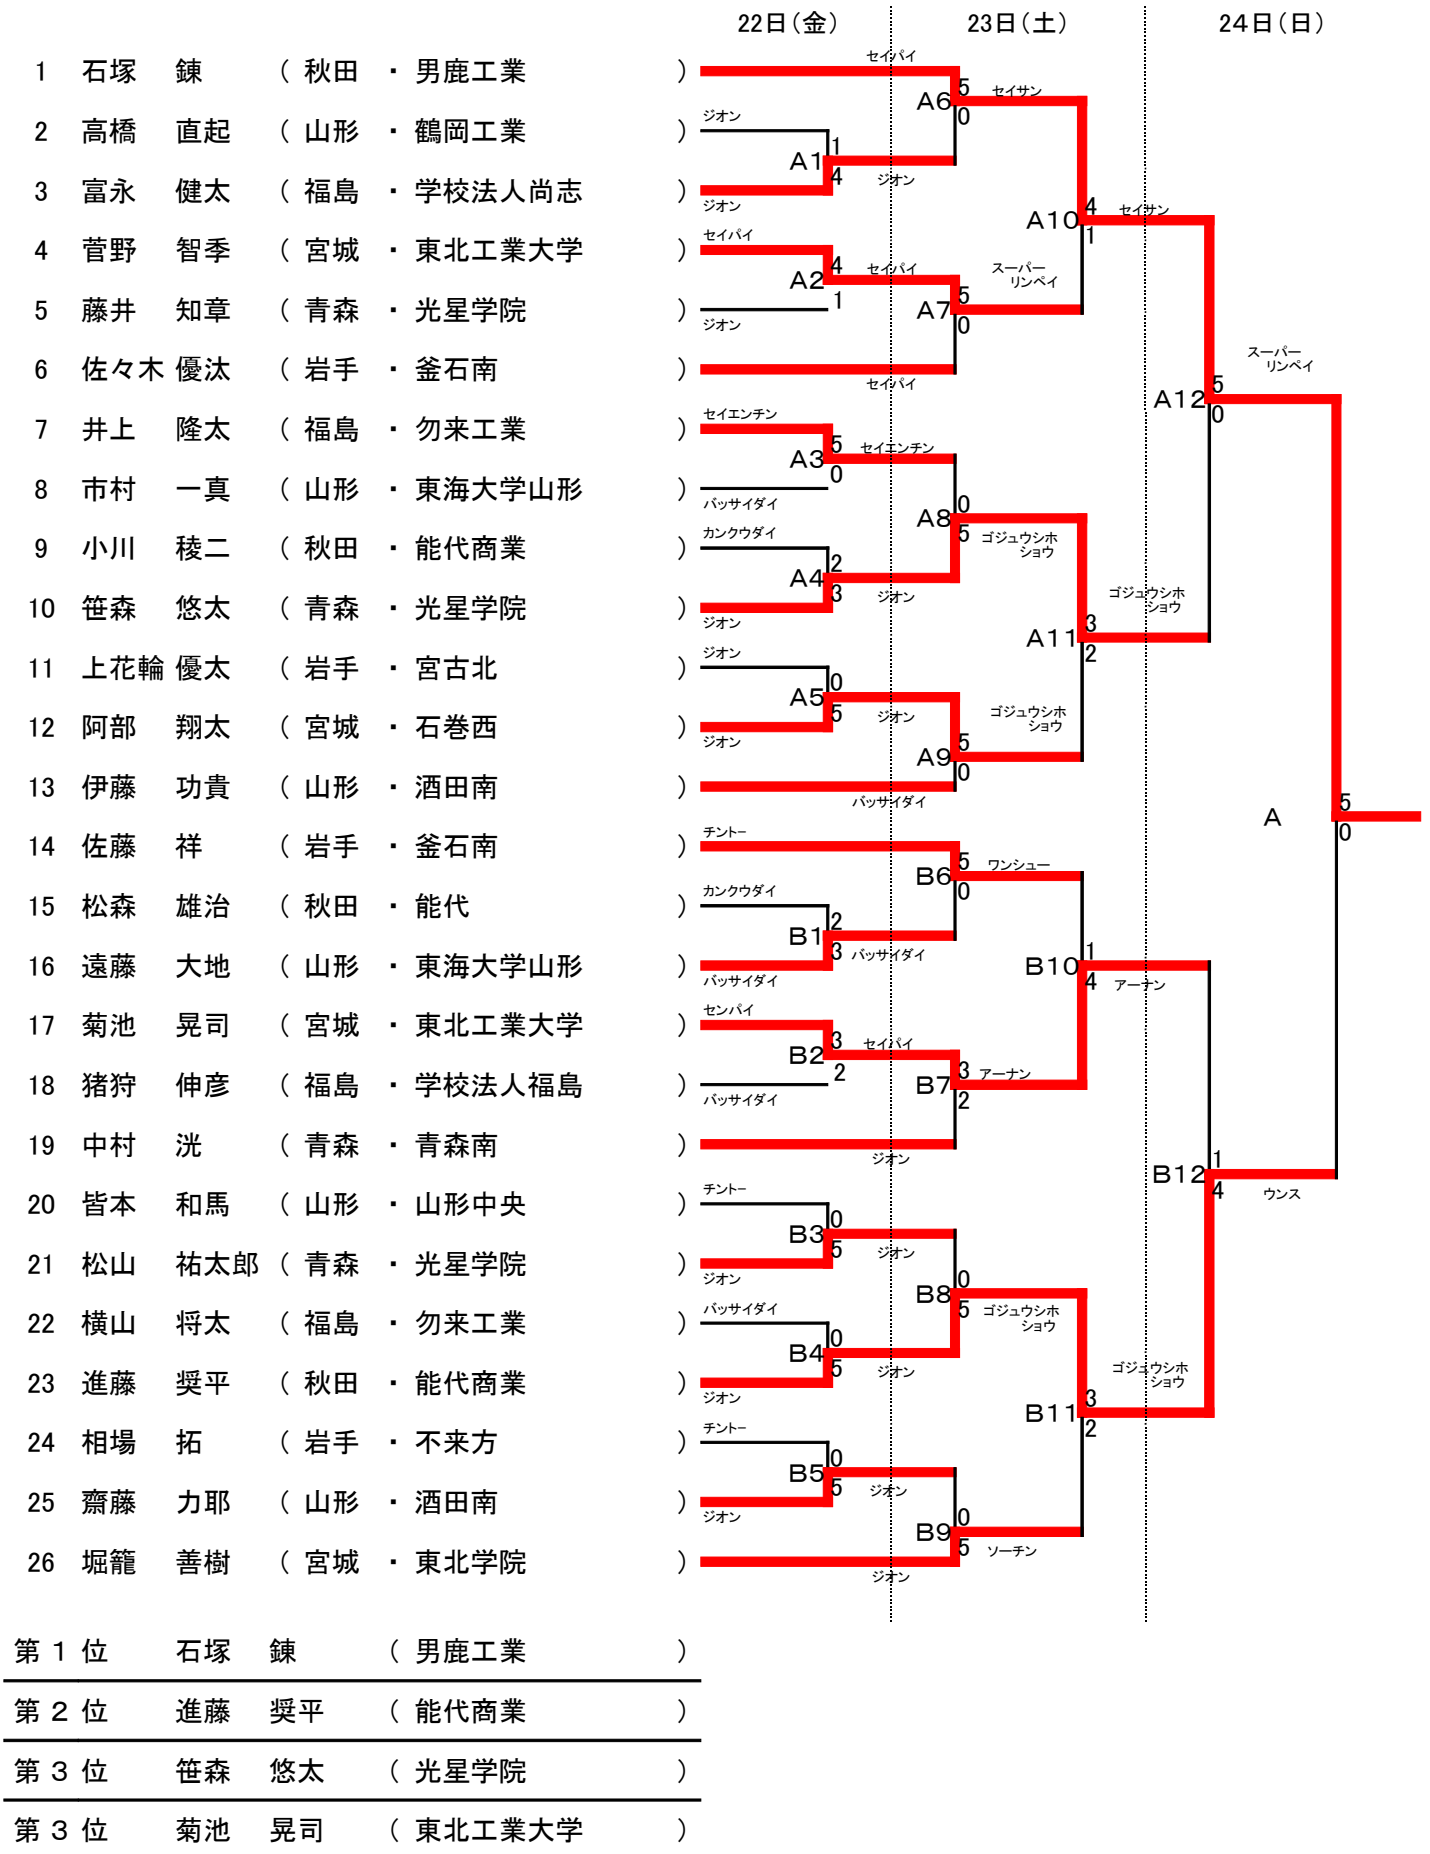 22日(金) 23日(土) 24日(日)
セイパイ
1 石塚 錬 ( 秋田 ・ 男鹿工業 )
A6 5 セイサン
0
ジオン
2 高橋 直起 ( 山形 ・ 鶴岡工業 )
1
A1
4 ジオン
3 富永 健太 ( 福島 ・ 学校法人尚志 )
ジオン
A10 4 セイサン
1
セイパイ
4 菅野 智季 ( 宮城 ・ 東北工業大学 )
A2 4 セイパイ
1
スーパー
リンペイ
5 藤井 知章 ( 青森 ・ 光星学院 )
ジオン
A7 5
0
6 佐々木 優汰 ( 岩手 ・ 釜石南 )
セイパイ
スーパー
リンペイ
A12 5
0
セイエンチン
7 井上 隆太 ( 福島 ・ 勿来工業 )
A3 5 セイエンチン
0
8 市村 一真 ( 山形 ・ 東海大学山形 )
バッサイダイ
A8 0
5 ゴジュウシホ
ショウ
カンクウダイ
9 小川 稜二 ( 秋田 ・ 能代商業 )
A4 2
3 ジオン
10 笹森 悠太 ( 青森 ・ 光星学院 )
ジオン
ゴジュウシホ
ショウ
A11 3
2
ジオン
11 上花輪 優太 ( 岩手 ・ 宮古北 )
A5 0
5 ジオン
ゴジュウシホ
ショウ
12 阿部 翔太 ( 宮城 ・ 石巻西 )
ジオン
A9 5
0
13 伊藤 功貴 ( 山形 ・ 酒田南 )
バッサイダイ
A 5
0
チントー
14 佐藤 祥 ( 岩手 ・ 釜石南 )
B6 5 ワンシュー
0
カンクウダイ
15 松森 雄治 ( 秋田 ・ 能代 )
B1 2
3 バッサイダイ
16 遠藤 大地 ( 山形 ・ 東海大学山形 )
バッサイダイ
B10 1
4 アーナン
センパイ
17 菊池 晃司 ( 宮城 ・ 東北工業大学 )
B2 3 セイパイ
2
18 猪狩 伸彦 ( 福島 ・ 学校法人福島 )
バッサイダイ
B7 3 アーナン
2
19 中村 洸 ( 青森 ・ 青森南 )
ジオン
B12 1
4 ウンス
チントー
20 皆本 和馬 ( 山形 ・ 山形中央 )
B3 0
5 ジオン
21 松山 祐太郎 ( 青森 ・ 光星学院 )
ジオン
B8 0
5 ゴジュウシホ
ショウ
バッサイダイ
22 横山 将太 ( 福島 ・ 勿来工業 )
B4 0
5 ジオン
23 進藤 奨平 ( 秋田 ・ 能代商業 )
ジオン
ゴジュウシホ
ショウ
B11 3
2
チントー
24 相場 拓 ( 岩手 ・ 不来方 )
B5 0
5 ジオン
25 齋藤 力耶 ( 山形 ・ 酒田南 )
ジオン
B9 0
5 ソーチン
26 堀籠 善樹 ( 宮城 ・ 東北学院 )
ジオン
第1位 石塚 錬 ( 男鹿工業 )
第2位 進藤 奨平 ( 能代商業 )
第3位 笹森 悠太 ( 光星学院 )
第3位 菊池 晃司 ( 東北工業大学 )